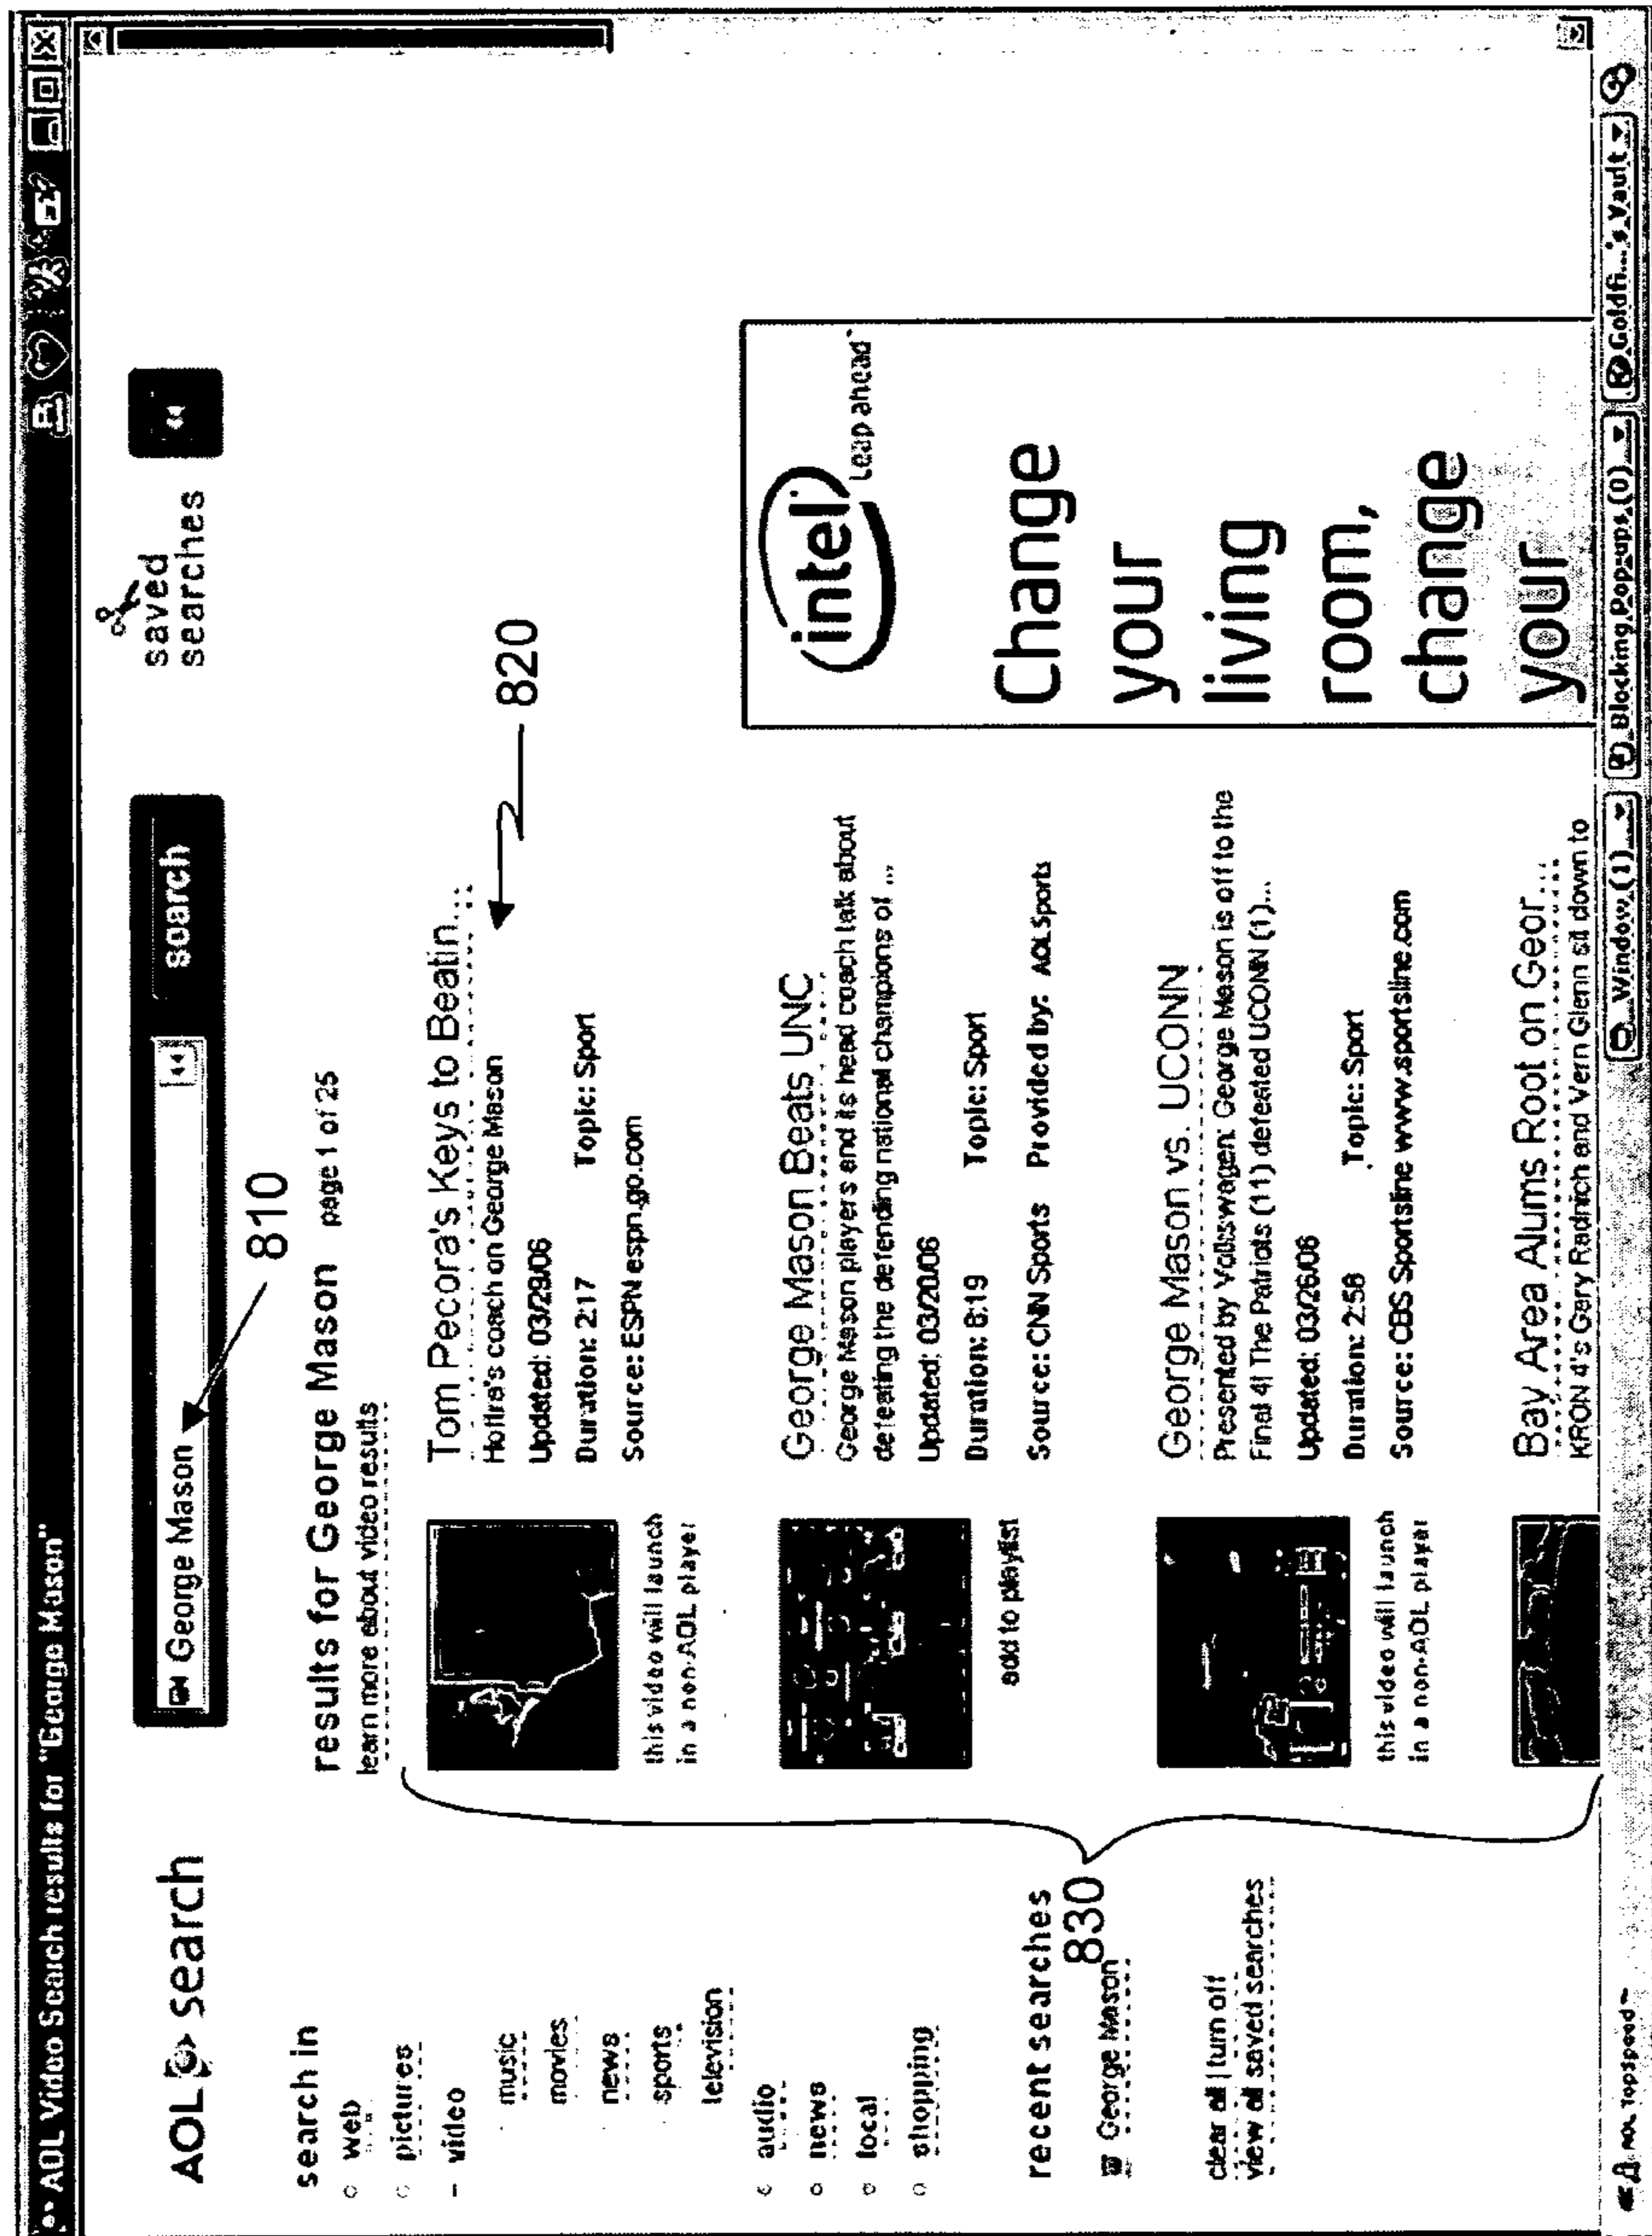 AOL Video Search results for "George Mason"
AOL search
George Mason
search
saved
searches
810
search in
web
pictures
video
music
movies
news
sports
television
audio
news
local
shopping
recent searches
830
George Mason
clear all | turn off
view all saved searches
results for George Mason page 1 of 25
learn more about video results
Tom Pecora's Keys to Beatin...
Hofira's coach on George Mason
820
Updated: 03/29/06
Duration: 2:17 Topic: Sport
Source: ESPN espn.go.com
this video will launch
in a non-AOL player
George Mason Beats UNC
George Mason players and its head coach talk about
defeating the defending national champions of ...
Updated: 03/20/06
Duration: 8:19 Topic: Sport
Source: CNN Sports Provided by: AOLSports
add to playlist
George Mason vs. UCONN
Presented by Volkswagen: George Mason is off to the
Final 4! The Patriots (11) defeated UCONN (1)...
Updated: 03/26/06
Duration: 2:58 Topic: Sport
Source: CBS Sportsline www.sportsline.com
this video will launch
in a non-AOL player
Bay Area Alums Root on Geor...
KRON 4's Gary Radnich and Vern Glenn sit down to
intel
Leap ahead
Change
your
living
room,
change
your
AOL TopSpeed
Window (1)
Blocking Pop-ups (0)
Goldfi...'s Vault